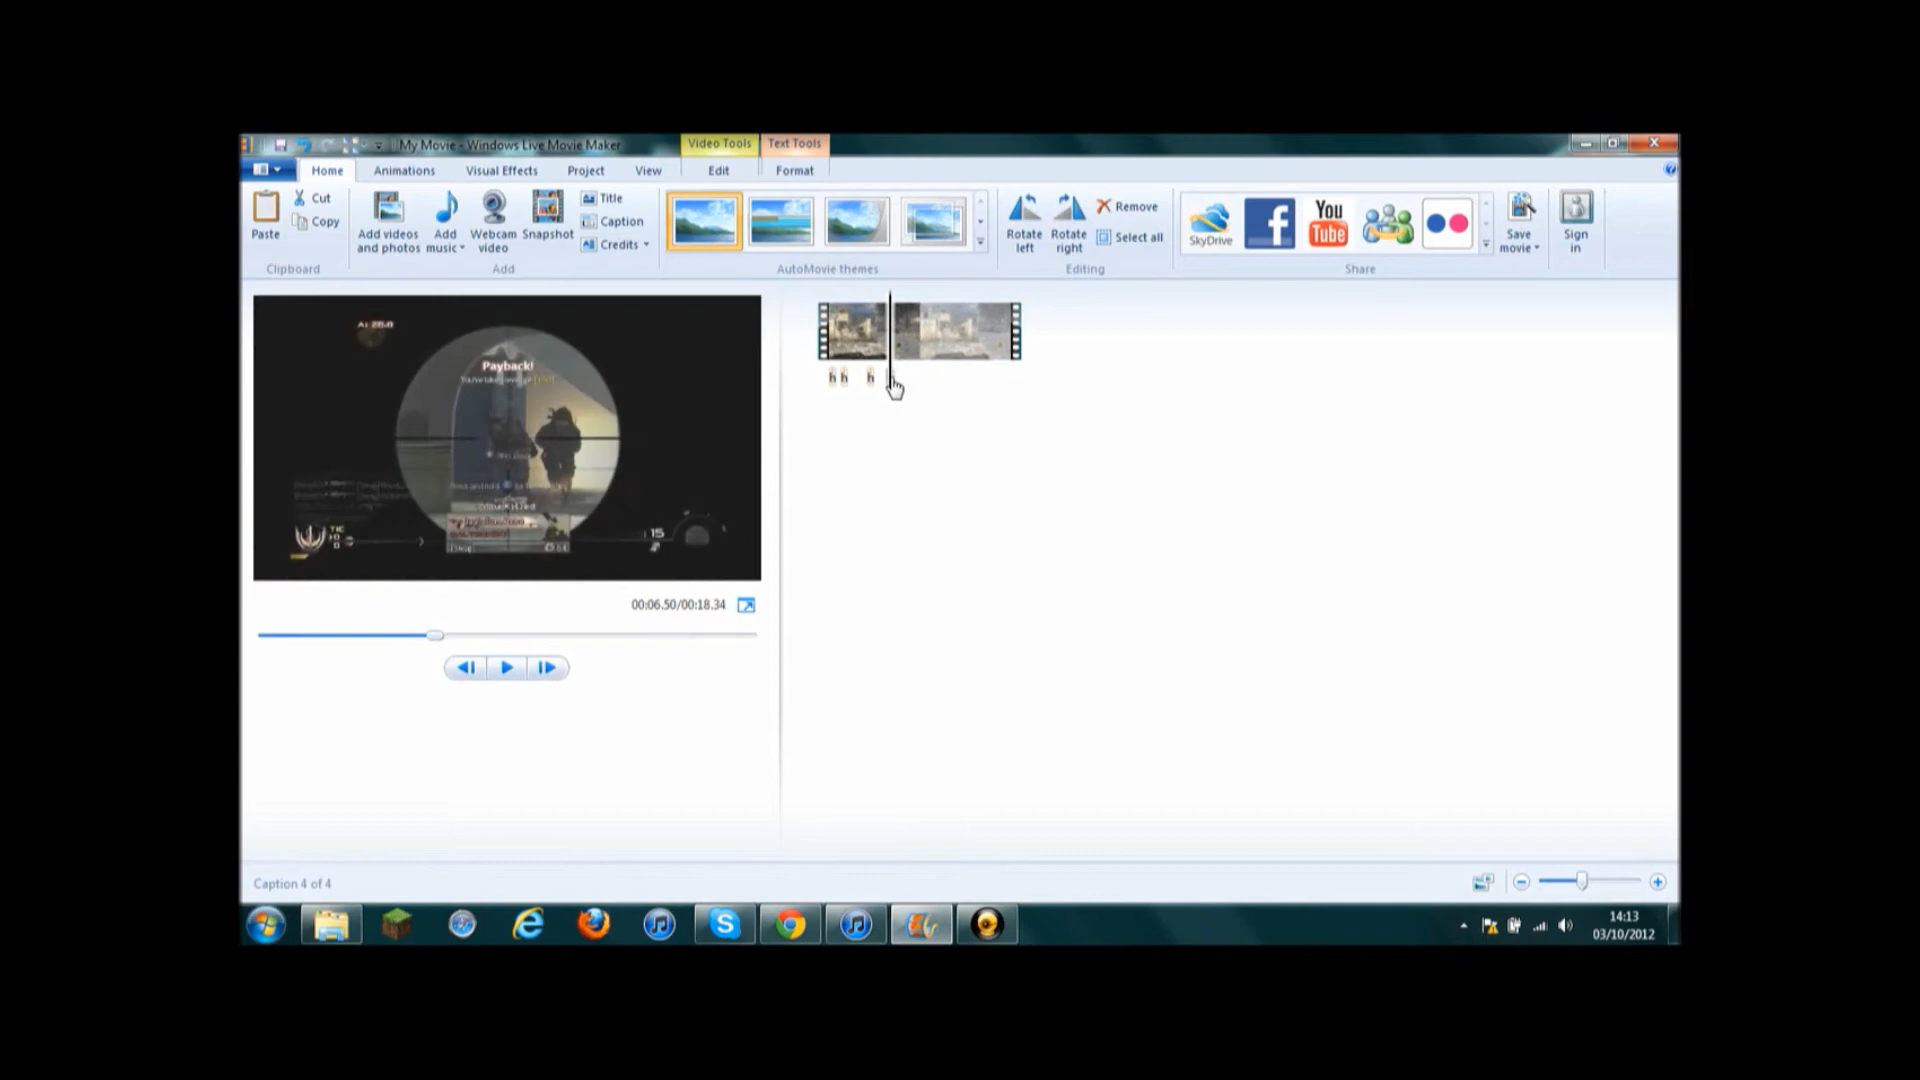 My Movie - Windows Live Movie Maker
Video Tools
Text Tools
Home
Animations
Visual Effects
Project
View
Edit
Format
Paste
Cut
Copy
Clipboard
Add videos and photos
Add music
Webcam video
Snapshot
Title
Caption
Credits
Add
AutoMovie themes
Rotate left
Rotate right
Remove
Select all
Editing
SkyDrive
f
You Tube
Share
Save movie
Sign in
Payback!
15
h h h
00:06.50/00:18.34
Caption 4 of 4
14:13
03/10/2012